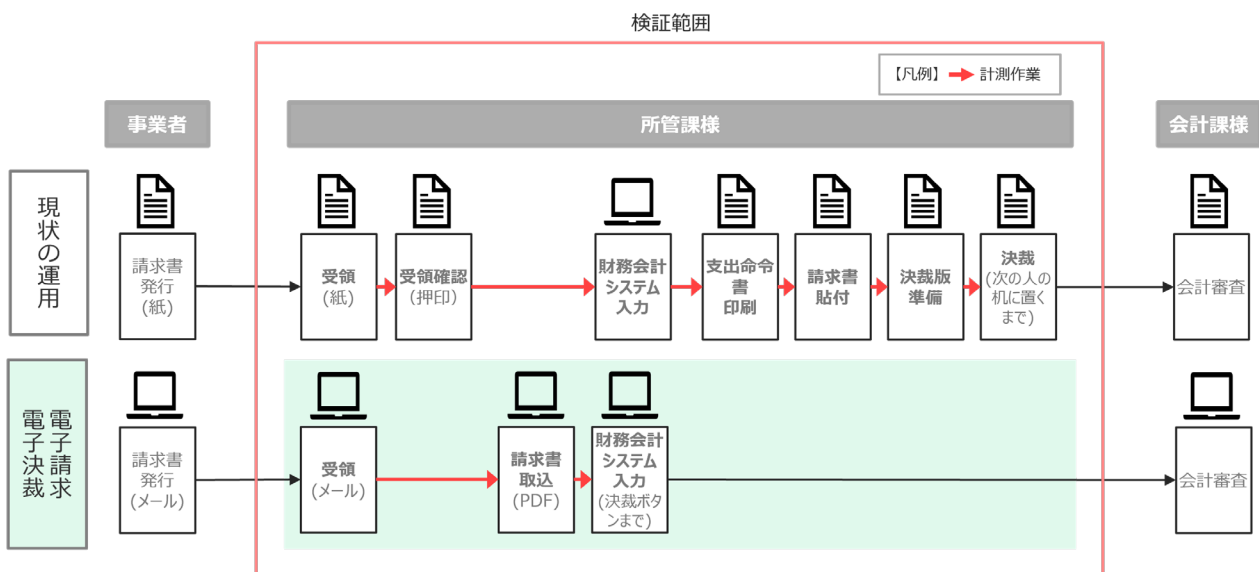 検証範囲
【凡例】 計測作業
事業者
所管課様
会計課様
現状の運用
請求書
発行
(紙)
受領
(紙)
受領確認
(押印)
財務会計
システム
入力
支出命令
書
印刷
請求書
貼付
決裁版
準備
決裁
(次の人の
机に置く
まで)
会計審査
電子請求
電子決裁
請求書
発行
(メール)
受領
(メール)
請求書
取込
(PDF)
財務会計
システム
入力
(決裁ボタ
ンまで)
会計審査